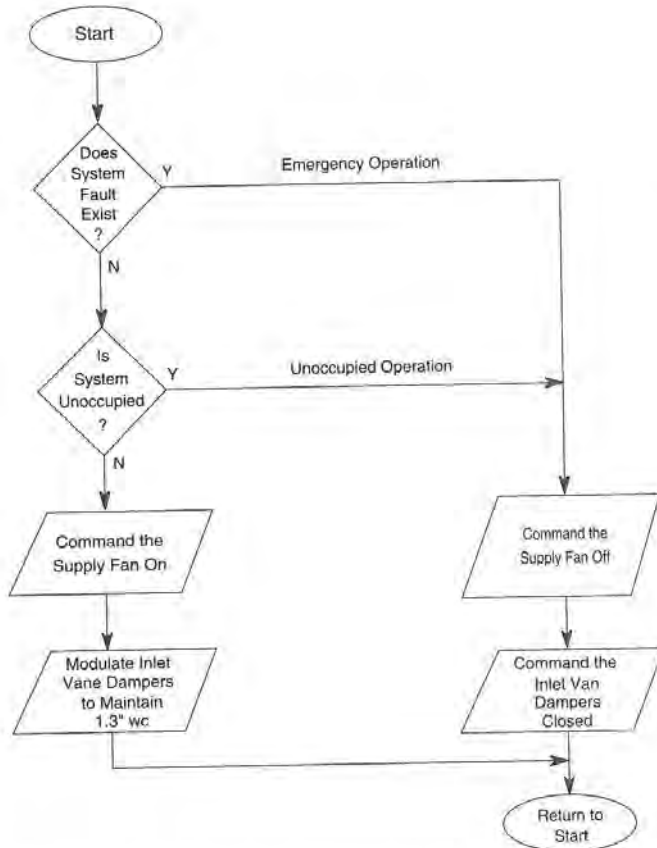 Start
Does
System
Fault
Exist
?
Y
Emergency Operation
N
Is
System
Unoccupied
?
Y
Unoccupied Operation
N
Command the
Supply Fan On
Command the
Supply Fan Off
Modulate Inlet
Vane Dampers
to Maintain
1.3" wc
Command the
Inlet Van
Dampers
Closed
Return to
Start